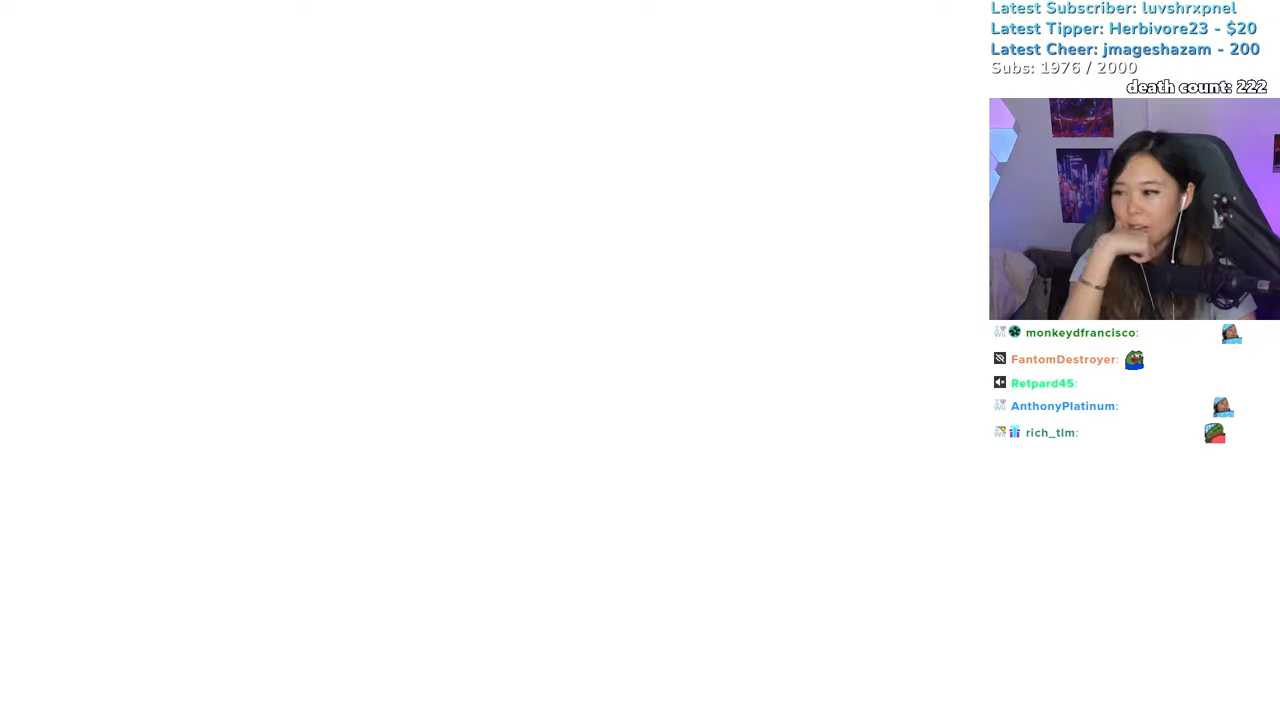 Latest Subscriber: luvshrxpnel
Latest Tipper: Herbivore23 - $20
Latest Cheer: jmageshazam - 200
Subs: 1976 / 2000
death count: 222
monkeydfrancisco:
FantomDestroyer:
Retpard45:
AnthonyPlatinum:
rich_tlm: